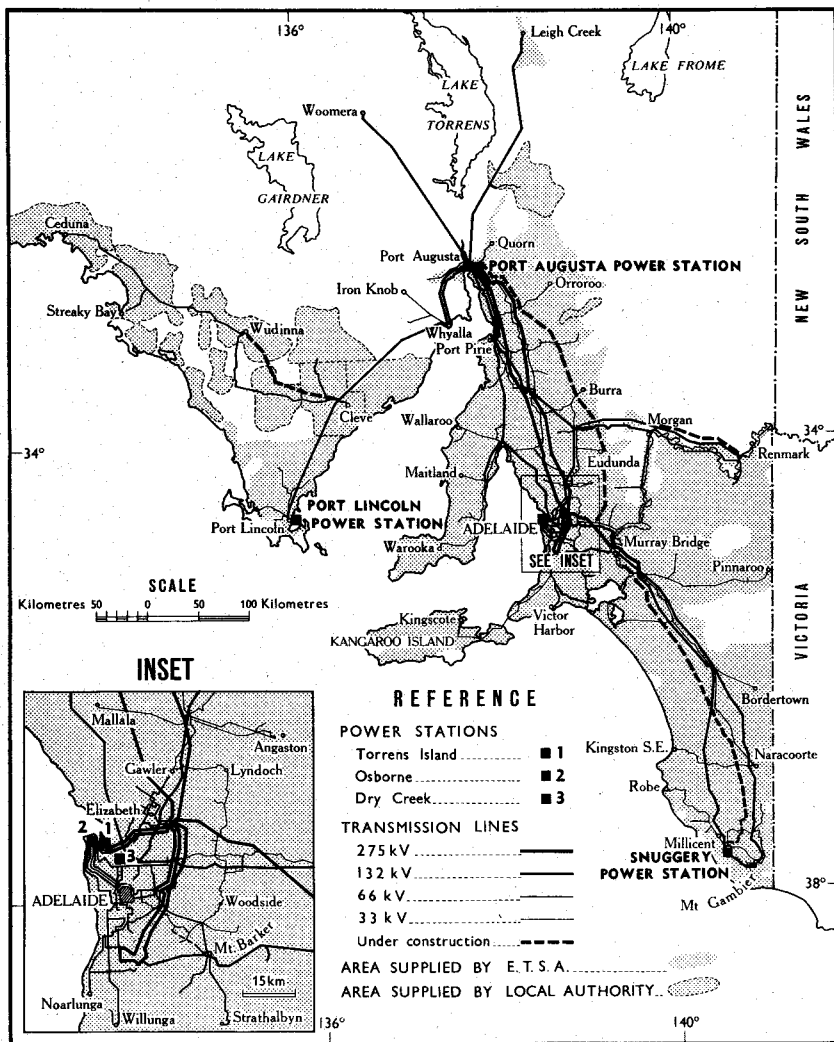 136°
140°
Leigh Creek
LAKE FROME
LAKE
TORRENS
Woomera
LAKE
GAIRDNER
NEW SOUTH WALES
Ceduna
Quorn
Port Augusta
PORT AUGUSTA POWER STATION
Iron Knob
Orroroo
Streaky Bay
Wudinna
Whyalla
Port Pirie
Burra
Cleve
Wallaroo
Morgan
34°
34°
Renmark
Eudunda
Maitland
PORT LINCOLN
POWER STATION
Port Lincoln
ADELAIDE
Murray Bridge
Warooka
SEE INSET
Pinnaroo
SCALE
Kilometres 50 0 50 100 Kilometres
VICTORIA
Kingscote
Victor
Harbor
KANGAROO ISLAND
Bordertown
Kingston S.E.
Naracoorte
Robe
Millicent
SNUGGERY
POWER STATION
Mt Gambier
38°
INSET
Mallala
Angaston
Gawler
Lyndoch
Elizabeth
2 1
3
ADELAIDE
Woodside
Mt. Barker
15km
Noarlunga
Willunga
Strathalbyn
REFERENCE
POWER STATIONS
Torrens Island 1
Osborne 2
Dry Creek 3
TRANSMISSION LINES
275 kV
132 kV
66 kV
33 kV
Under construction
AREA SUPPLIED BY E.T.S.A.
AREA SUPPLIED BY LOCAL AUTHORITY
136°
140°